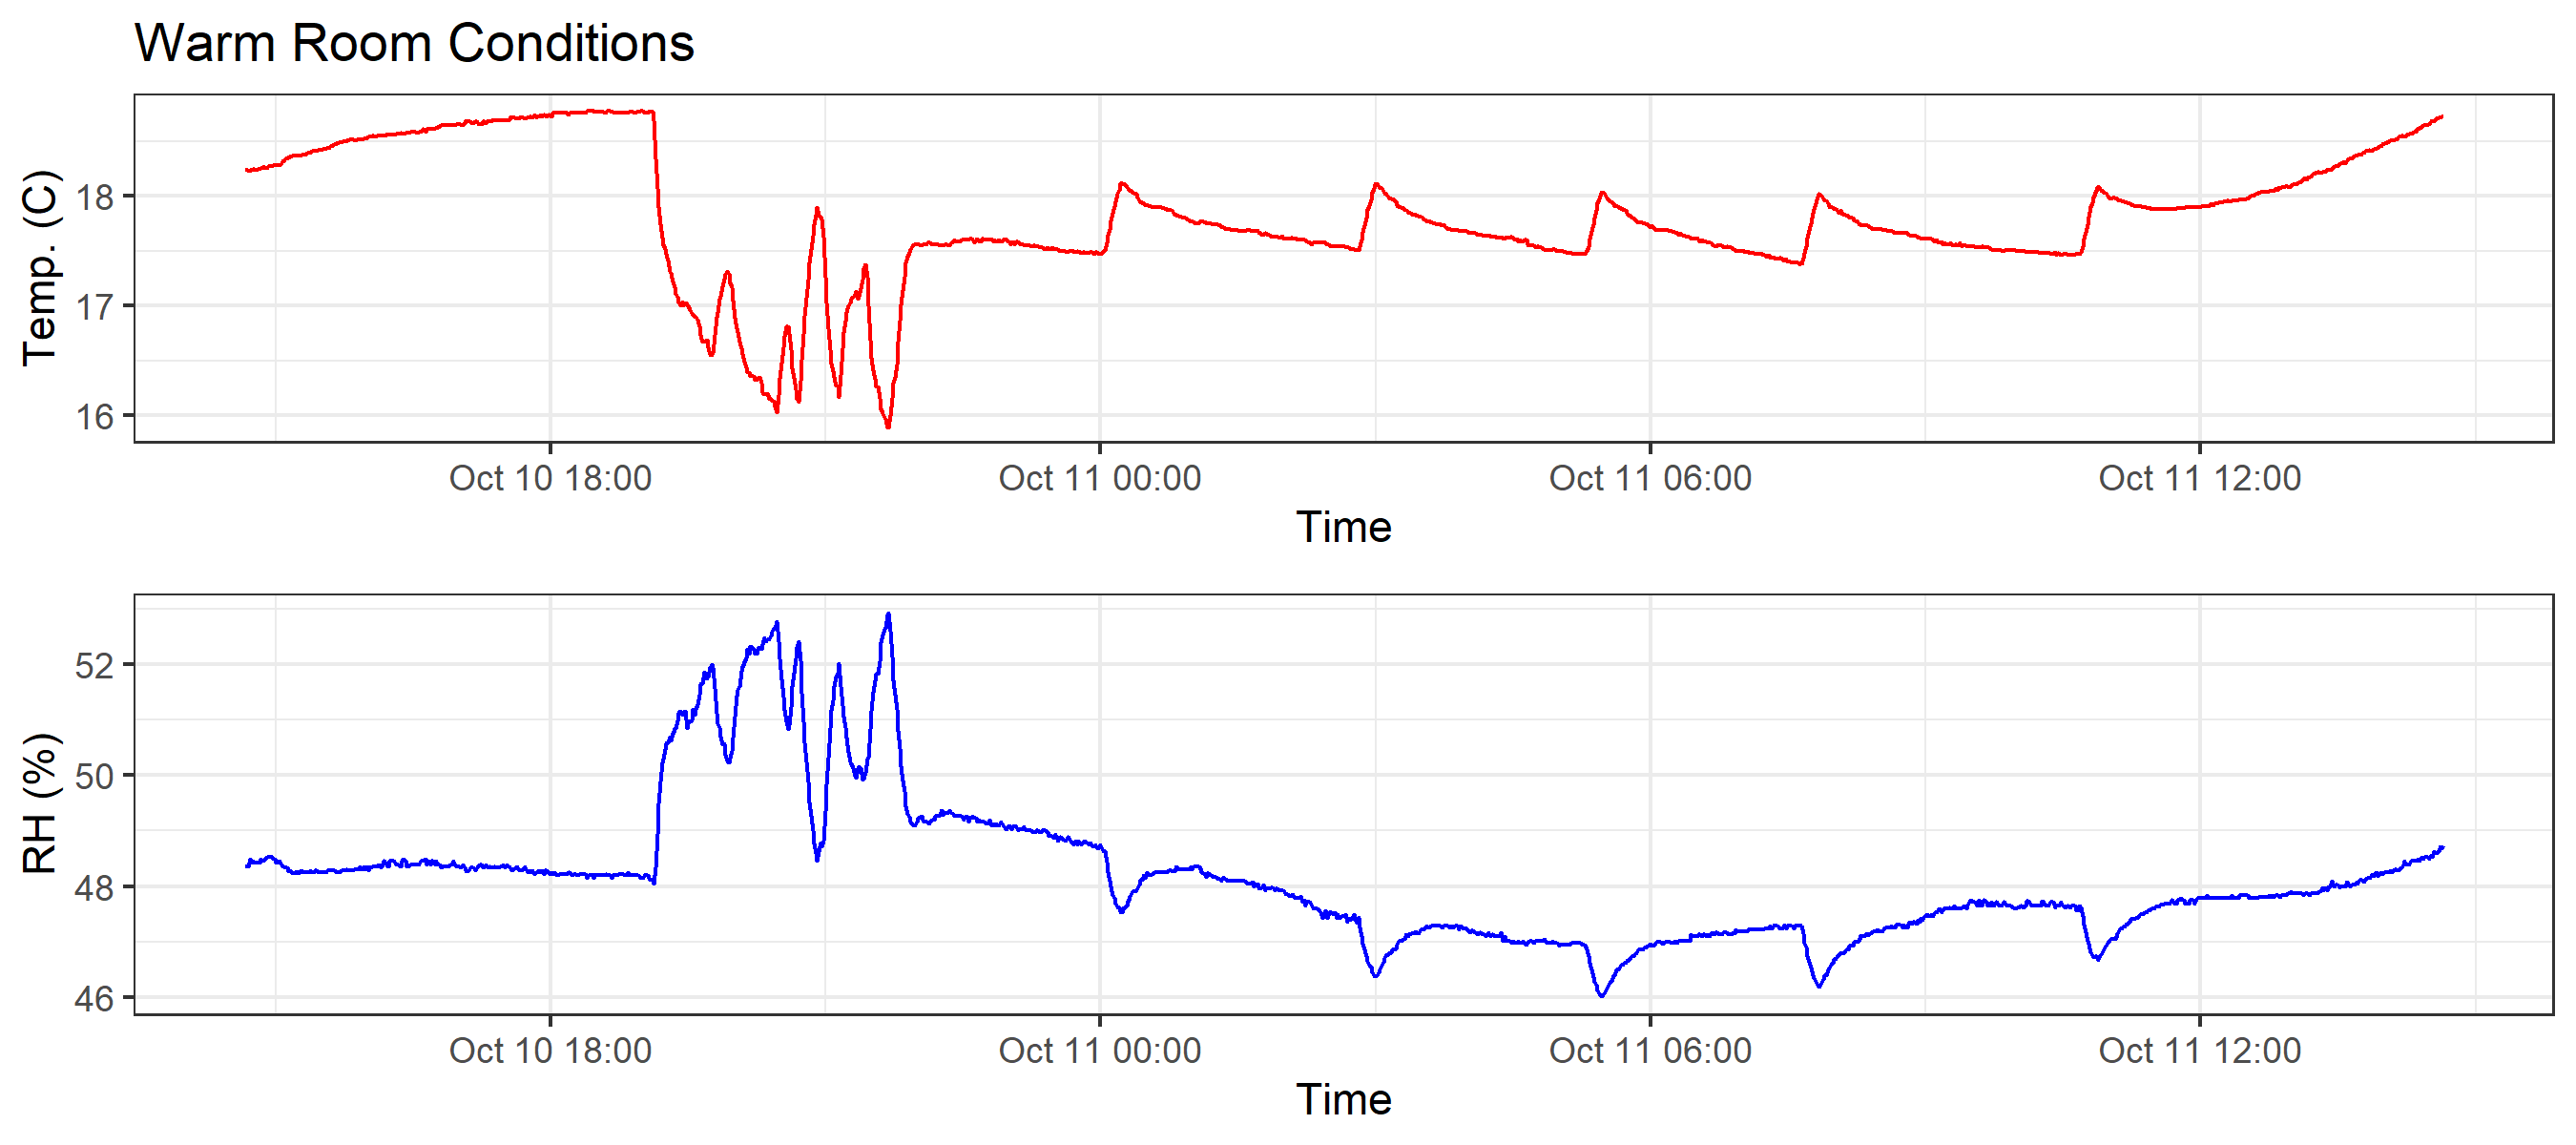 Warm Room Conditions
Temp. (C)
18
17
16
Oct 10 18:00 Oct 11 00:00 Oct 11 06:00 Oct 11 12:00
Time
RH (%)
52
50
48
46
Oct 10 18:00 Oct 11 00:00 Oct 11 06:00 Oct 11 12:00
Time